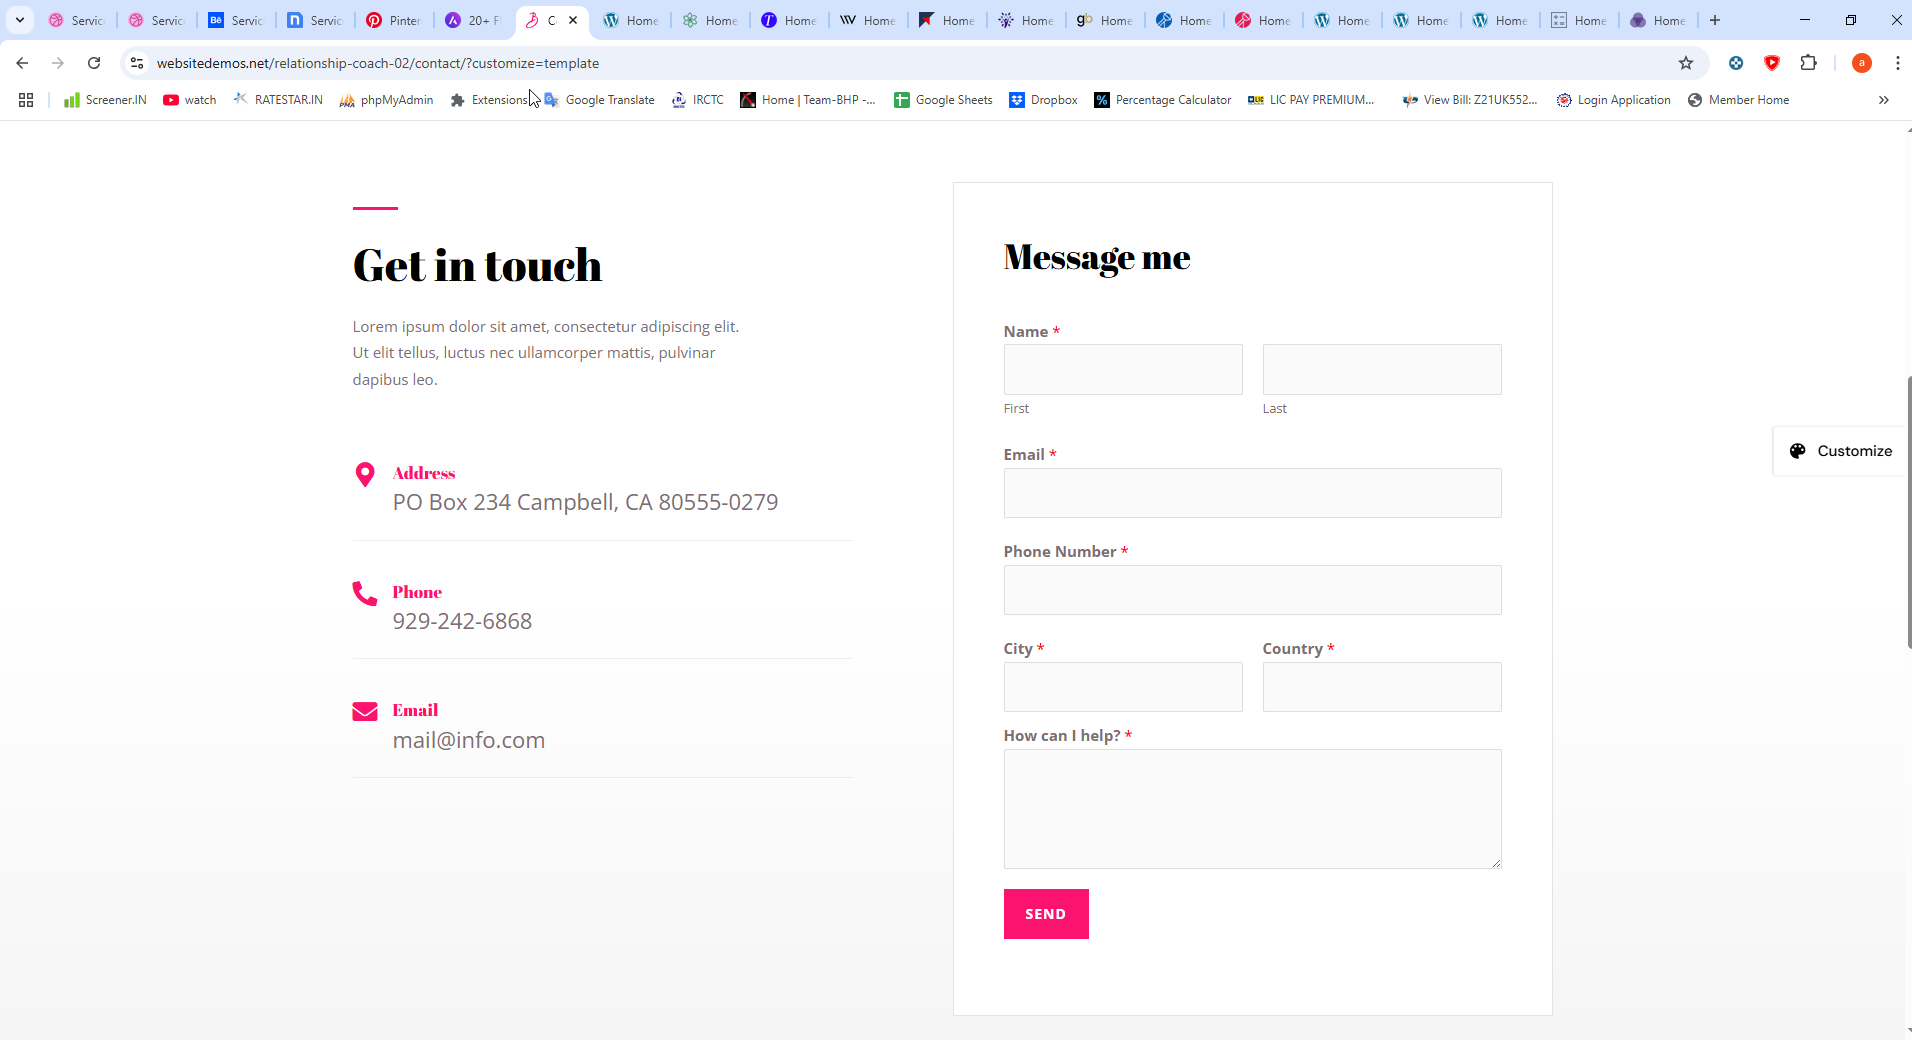 Servic
Servic
Servic
Servic
Pinter
20+ F
C
Home
Home
Home
Home
Home
Home
Home
Home
Home
Home
Home
Home
Home
Home
websitedemos.net/relationship-coach-02/contact/?customize=template
a
Screener.IN
watch
RATESTAR.IN
phpMyAdmin
Extensions
Google Translate
IRCTC
Home | Team-BHP -...
Google Sheets
Dropbox
Percentage Calculator
LIC PAY PREMIUM...
View Bill: Z21UK552...
Login Application
Member Home
Get in touch
Lorem ipsum dolor sit amet, consectetur adipiscing elit.
Ut elit tellus, luctus nec ullamcorper mattis, pulvinar
dapibus leo.
Address
PO Box 234 Campbell, CA 80555-0279
Phone
929-242-6868
Email
mail@info.com
Message me
Name *
First
Last
Email *
Phone Number *
City *
Country *
How can I help? *
SEND
Customize